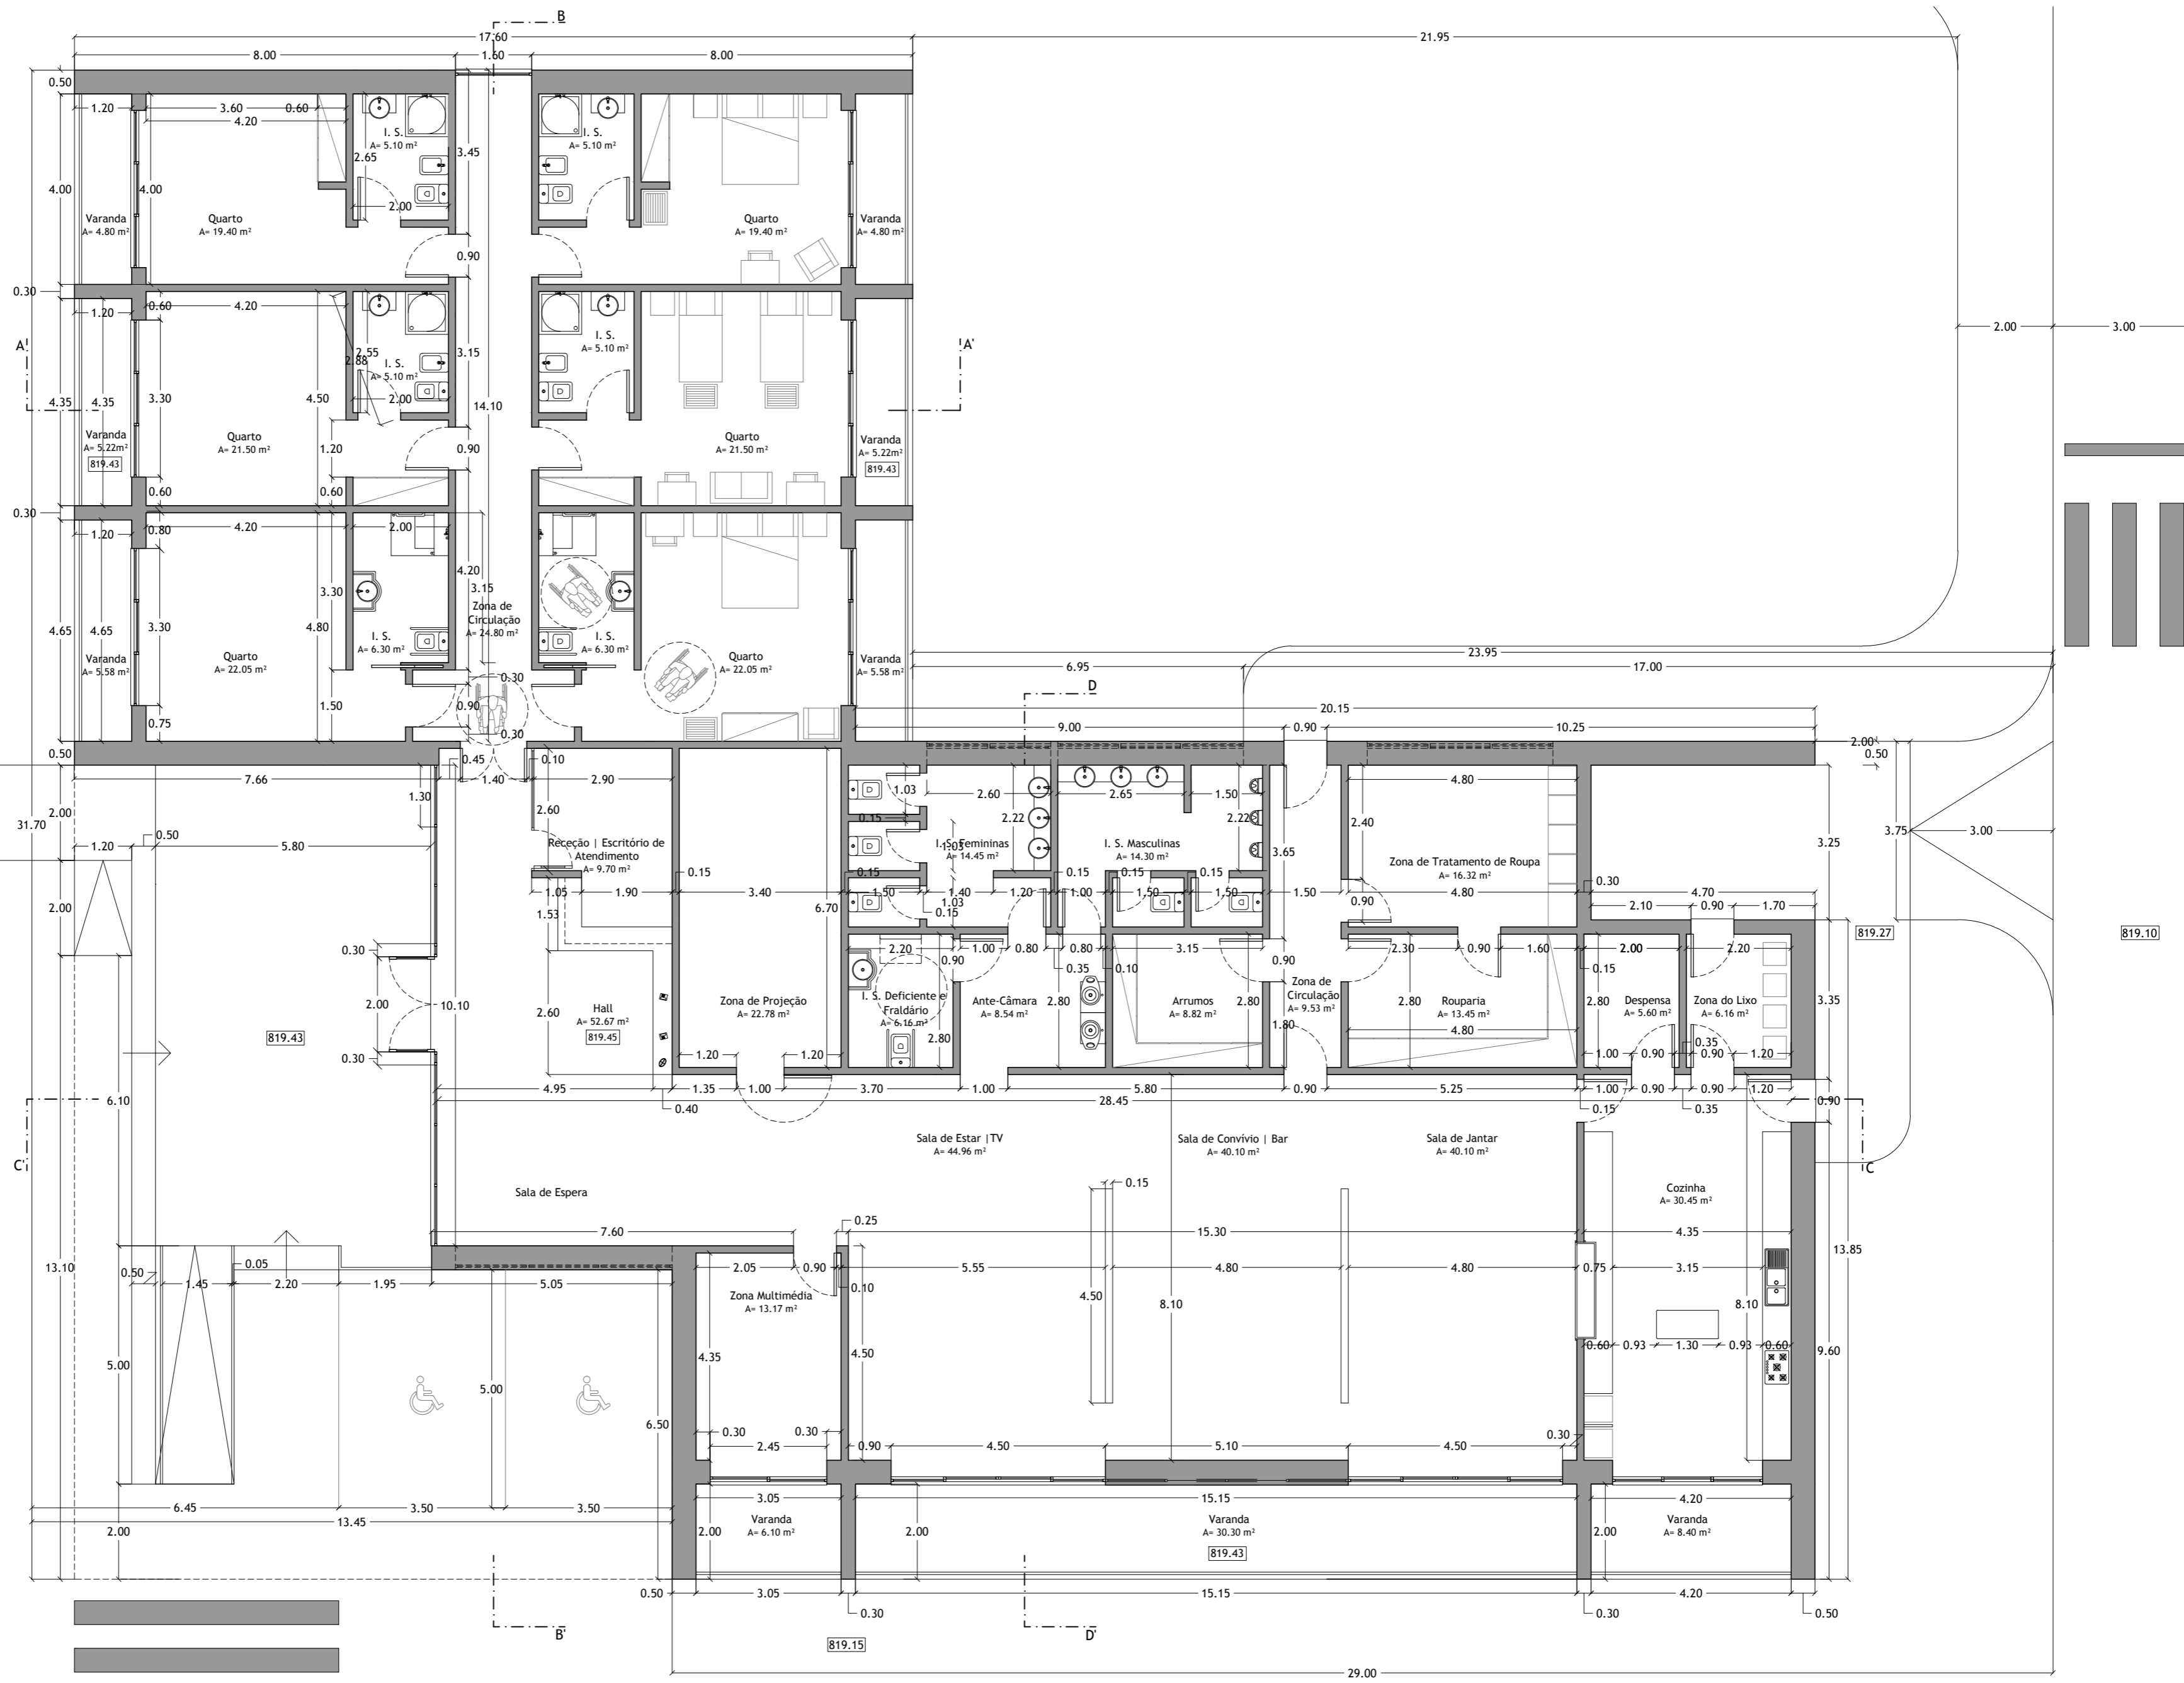 B
17.60
21.95
8.00
1.60
8.00
0.50
1.20
3.60
0.60
4.20
I. S.
A= 5.10 m²
I. S.
A= 5.10 m²
3.45
2.65
4.00
4.00
2.00
Varanda
A= 4.80 m²
Quarto
A= 19.40 m²
Quarto
A= 19.40 m²
Varanda
A= 4.80 m²
0.90
0.30
0.60
4.20
1.20
2.00
3.00
A'
A'
I. S.
A= 5.10 m²
2.55
2.88
3.15
I. S.
A= 5.10 m²
4.35
4.35
3.30
4.50
2.00
14.10
Varanda
A= 5.22m²
819.43
Quarto
A= 21.50 m²
1.20
0.90
Quarto
A= 21.50 m²
Varanda
A= 5.22m²
819.43
0.60
0.60
0.30
1.20
0.80
4.20
2.00
4.20
3.15
3.30
Zona de
Circulação
A= 24.80 m²
4.65
4.65
3.30
4.80
I. S.
A= 6.30 m²
I. S.
A= 6.30 m²
Varanda
A= 5.58 m²
Quarto
A= 22.05 m²
Quarto
A= 22.05 m²
Varanda
A= 5.58 m²
23.95
6.95
17.00
0.30
D
0.90
1.50
0.75
0.30
20.15
9.00
0.90
10.25
2.00
0.50
0.50
0.45
0.10
7.66
1.40
2.90
4.80
1.30
2.60
1.03
2.60
2.65
1.50
2.00
31.70
0.15
2.22
2.22
2.40
3.75
3.00
0.50
1.20
5.80
Receção | Escritório de
Atendimento
A= 9.70 m²
1.03
I. S. Femininas
A= 14.45 m²
I. S. Masculinas
A= 14.30 m²
3.65
3.25
Zona de Tratamento de Roupa
A= 16.32 m²
0.15
0.15
0.15
0.15
0.15
0.30
1.05
1.90
3.40
1.50
1.40
1.20
1.00
1.50
1.50
1.50
4.80
4.70
2.00
1.53
6.70
1.03
0.15
0.90
2.10
0.90
1.70
819.27
819.10
0.30
2.20
1.00
0.80
0.80
3.15
2.30
0.90
1.60
2.00
2.20
0.90
0.35
0.10
0.90
0.15
2.00
10.10
2.60
Hall
A= 52.67 m²
819.45
Zona de Projeção
A= 22.78 m²
I. S. Deficiente e
Fraldário
A= 6.16 m²
Ante-Câmara
A= 8.54 m²
2.80
Arrumos
A= 8.82 m²
2.80
Zona de
Circulação
A= 9.53 m²
2.80
Rouparia
A= 13.45 m²
2.80
Despensa
A= 5.60 m²
Zona do Lixo
A= 6.16 m²
3.35
819.43
2.80
1.80
4.80
0.35
0.30
1.20
1.20
1.00
0.90
0.90
1.20
4.95
1.35
1.00
3.70
1.00
5.80
0.90
5.25
1.00
0.90
0.90
1.20
6.10
0.40
28.45
0.15
0.35
0.90
C'
C
Sala de Estar |TV
A= 44.96 m²
Sala de Convívio | Bar
A= 40.10 m²
Sala de Jantar
A= 40.10 m²
0.15
Sala de Espera
Cozinha
A= 30.45 m²
0.25
7.60
15.30
4.35
13.85
13.10
0.50
0.05
1.45
2.20
1.95
5.05
2.05
0.90
5.55
4.80
4.80
0.75
3.15
0.10
Zona Multimédia
A= 13.17 m²
4.50
8.10
8.10
5.00
4.35
4.50
0.60
0.93
1.30
0.93
0.60
9.60
5.00
6.50
0.30
0.30
0.30
2.45
0.90
4.50
5.10
4.50
6.45
3.50
3.50
3.05
15.15
4.20
13.45
2.00
2.00
Varanda
A= 6.10 m²
2.00
Varanda
A= 30.30 m²
2.00
Varanda
A= 8.40 m²
819.43
0.50
3.05
15.15
4.20
0.30
0.30
0.50
B'
D'
819.15
29.00